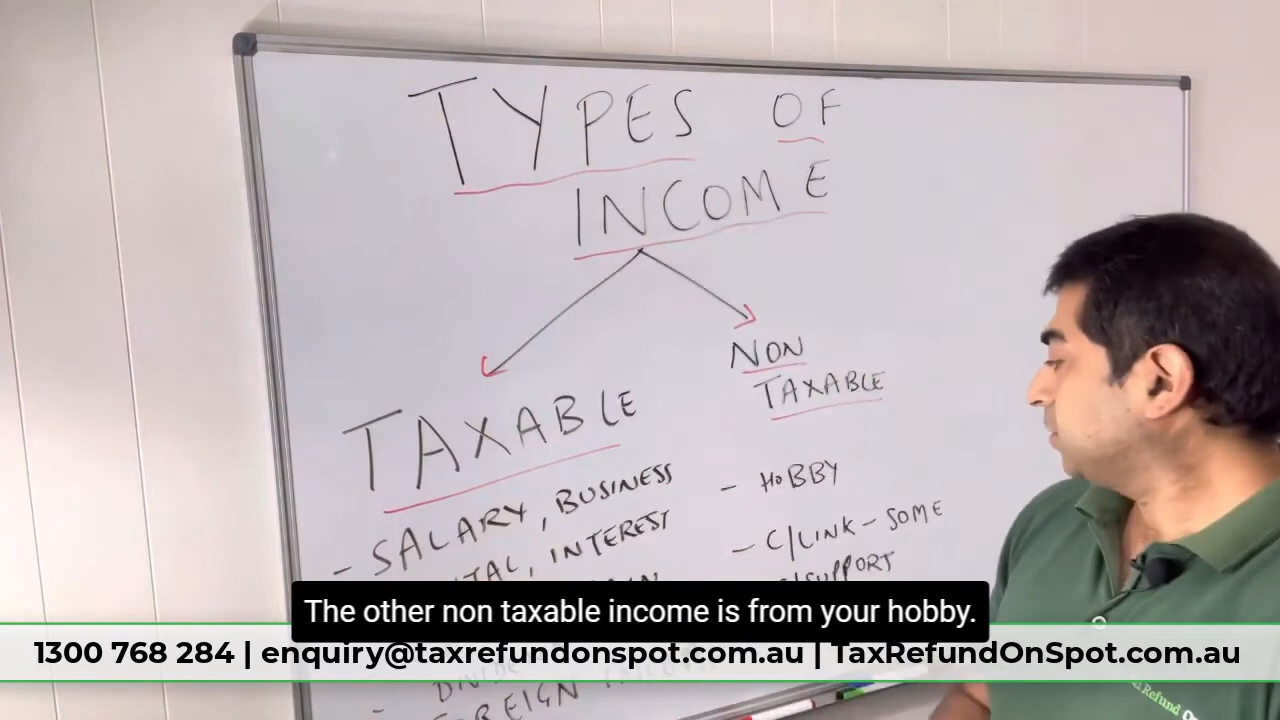 TYPES OF
INCOME
TAXABLE
NON
TAXABLE
- SALARY, BUSINESS
INTEREST
- HOBBY
- C/LINK - SOME
The other non taxable income is from your hobby.
1300 768 284 | enquiry@taxrefundonspot.com.au | TaxRefundOnSpot.com.au
Refund